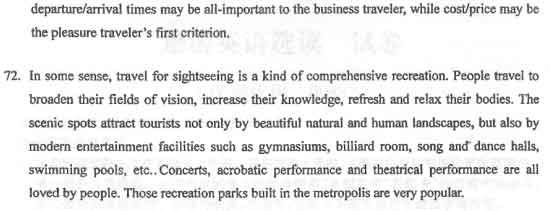 departure/arrival times may be all-important to the business traveler, while cost/price may be
the pleasure traveler's first criterion.
72. In some sense, travel for sightseeing is a kind of comprehensive recreation. People travel to
broaden their fields of vision, increase their knowledge, refresh and relax their bodies. The
scenic spots attract tourists not only by beautiful natural and human landscapes, but also by
modern entertainment facilities such as gymnasiums, billiard room, song and dance halls,
swimming pools, etc.. Concerts, acrobatic performance and theatrical performance are all
loved by people. Those recreation parks built in the metropolis are very popular.